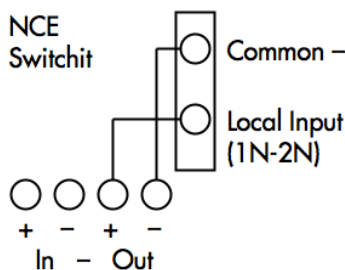 NCE
Switchit
Common –
Local Input
(1N-2N)
+ – + –
In – Out